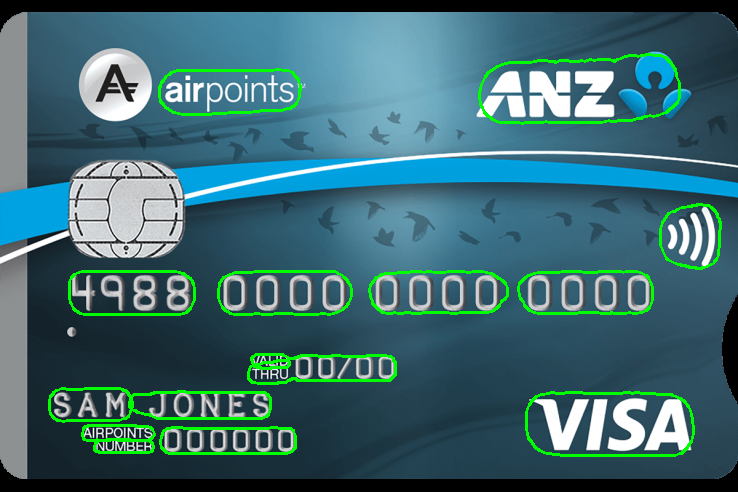 airpoints™ ANZ
4988 0000 0000 0000
VALID THRU 00/00
SAM JONES
AIRPOINTS NUMBER 000000
VISA